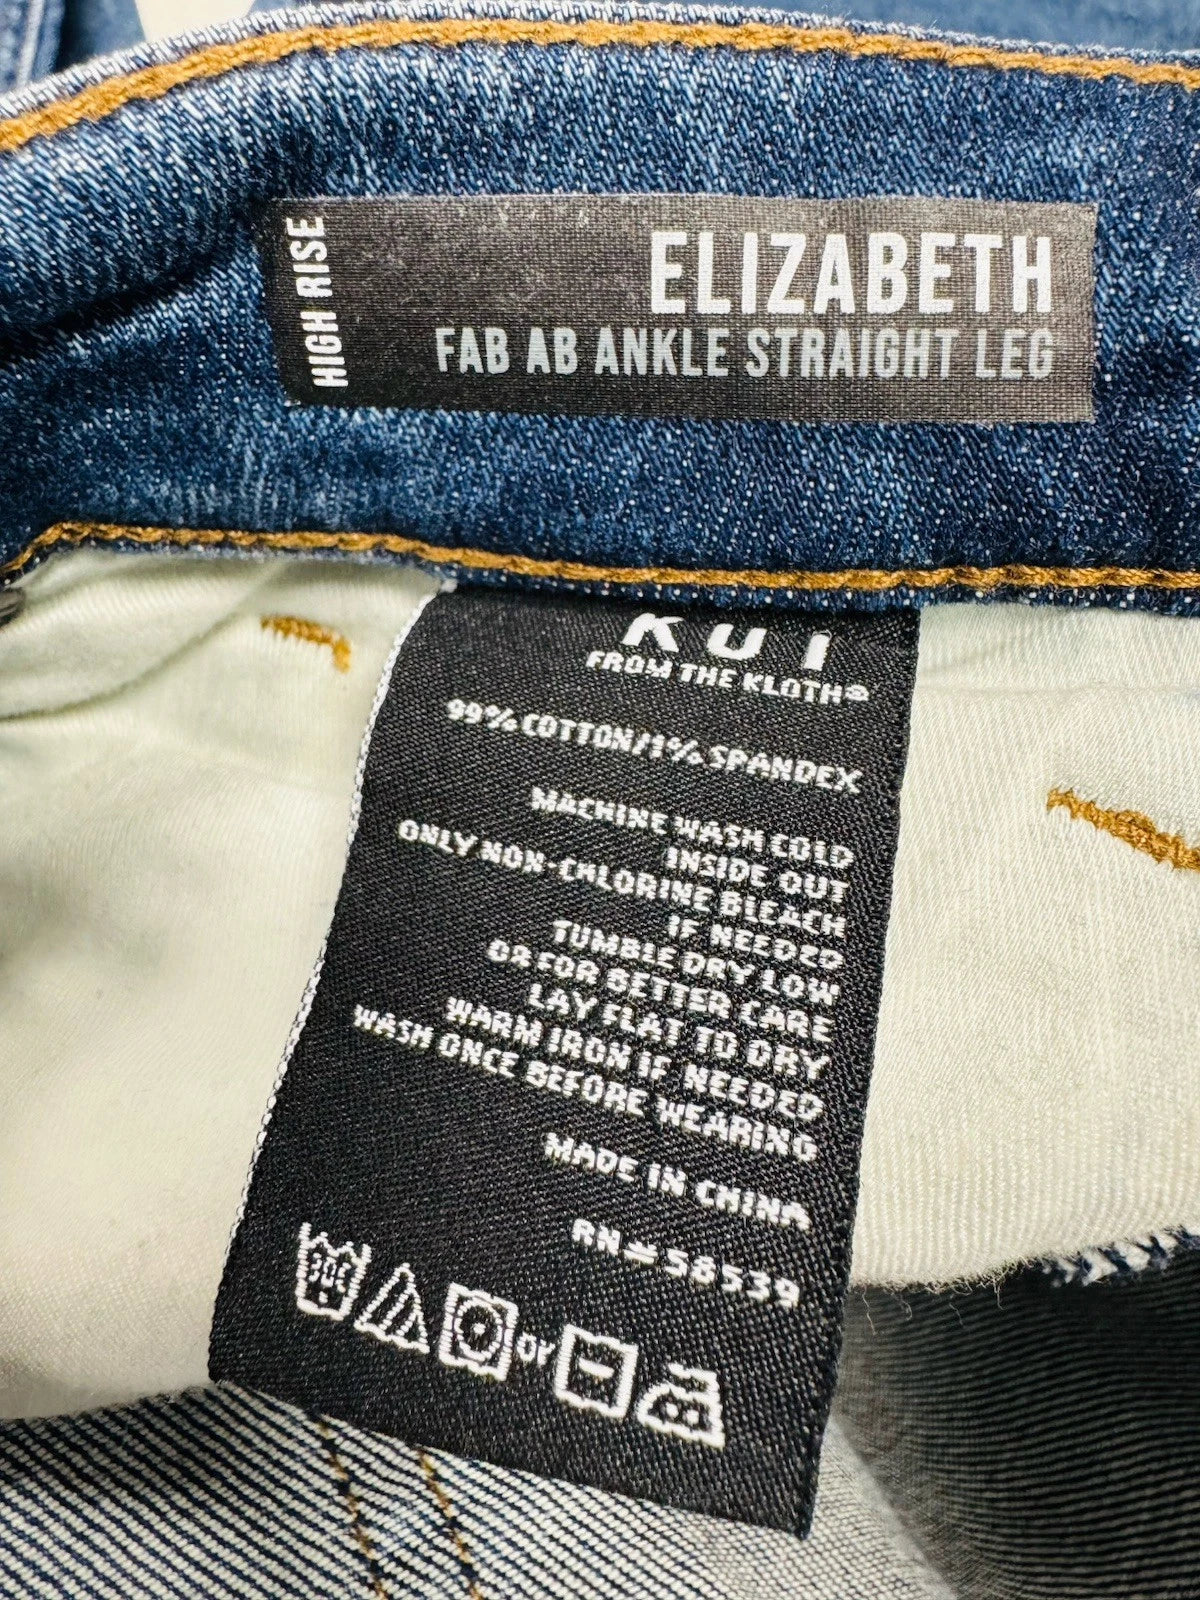 HIGH RISE
ELIZABETH
FAB AB ANKLE STRAIGHT LEG
KUT
FROM THE KLOTH®
99% COTTON/1% SPANDEX
MACHINE WASH COLD
INSIDE OUT
ONLY NON-CHLORINE BLEACH
IF NEEDED
TUMBLE DRY LOW
OR FOR BETTER CARE
LAY FLAT TO DRY
WARM IRON IF NEEDED
WASH ONCE BEFORE WEARING
MADE IN CHINA
RN# 58539
30C
or